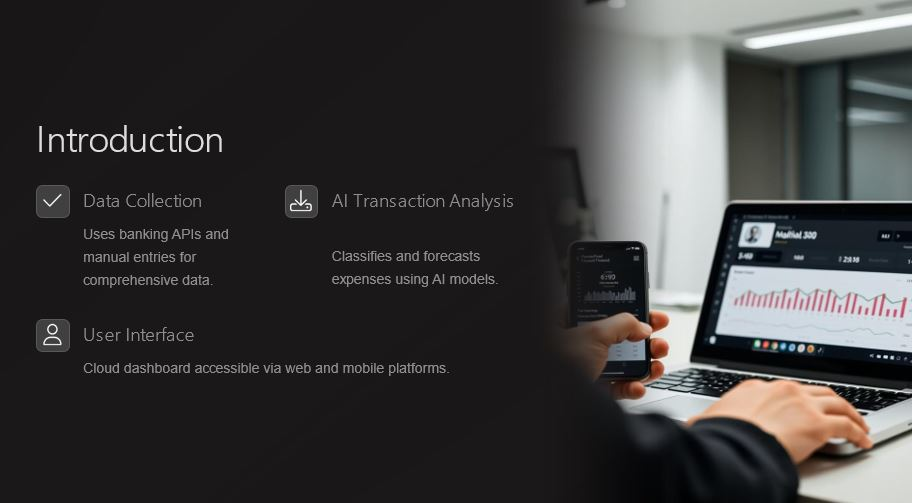 Introduction
Data Collection
Uses banking APIs and
manual entries for
comprehensive data.
AI Transaction Analysis
Classifies and forecasts
expenses using AI models.
User Interface
Cloud dashboard accessible via web and mobile platforms.